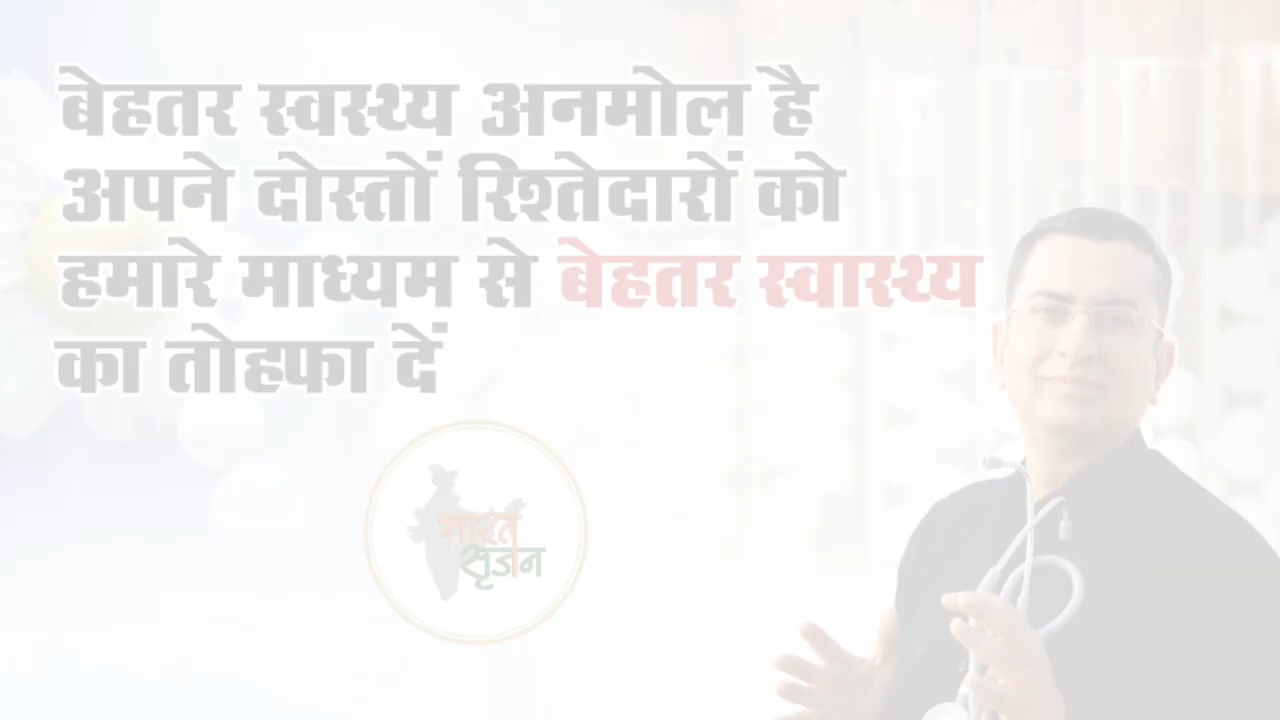 बेहतर स्वस्थ्य अनमोल है
अपने दोस्तों रिश्तेदारों को
हमारे माध्यम से बेहतर स्वास्थ्य
का तोहफा दें
भारत
सृजन